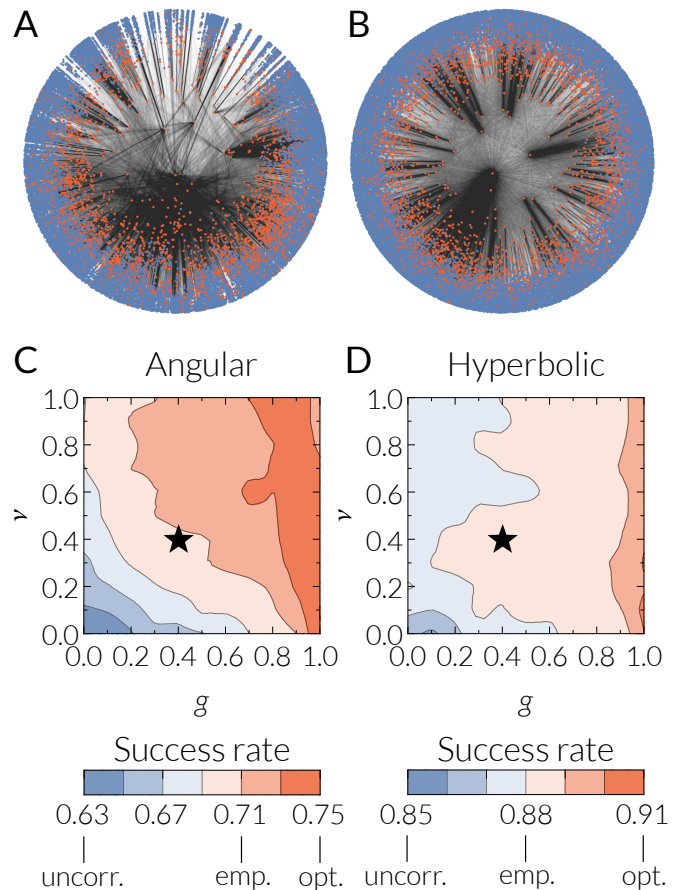 A B
C Angular D Hyperbolic
1.0 1.0
0.8 0.8
0.6 0.6
ν ν
0.4 0.4
0.2 0.2
0.0 0.0
0.0 0.2 0.4 0.6 0.8 1.0 0.0 0.2 0.4 0.6 0.8 1.0
g g
Success rate Success rate
0.63 0.67 0.71 0.75 0.85 0.88 0.91
uncorr. emp. opt. uncorr. emp. opt.